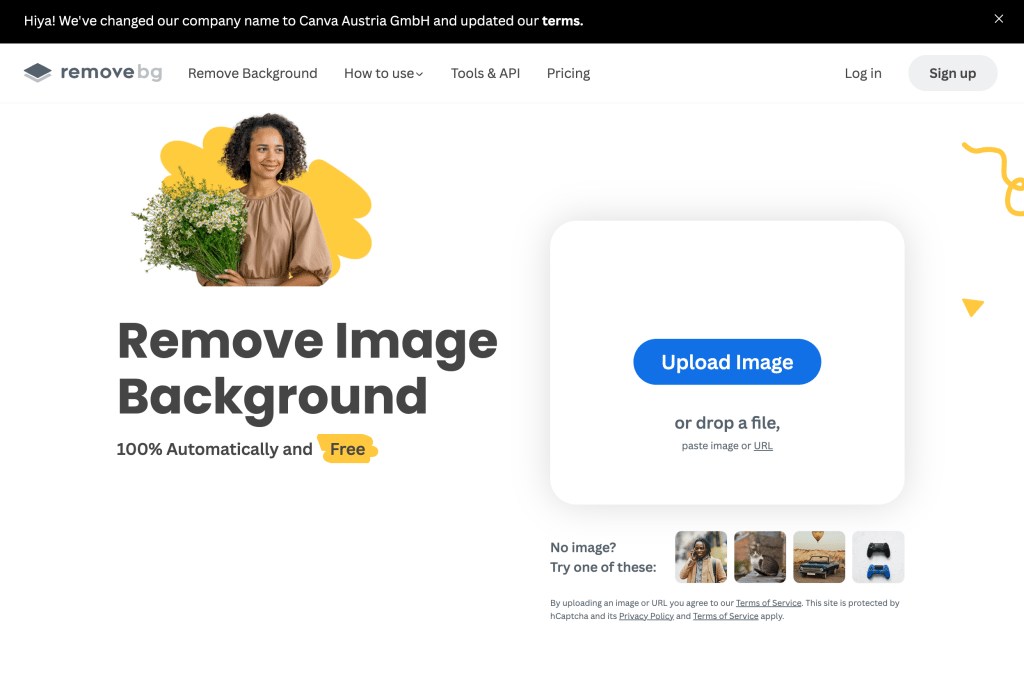 Hiya! We've changed our company name to Canva Austria GmbH and updated our terms.
removebg
Remove Background
How to use
Tools & API
Pricing
Log in
Sign up
Remove Image
Background
100% Automatically and Free
Upload Image
or drop a file,
paste image or URL
No image?
Try one of these:
By uploading an image or URL you agree to our Terms of Service. This site is protected by
hCaptcha and its Privacy Policy and Terms of Service apply.